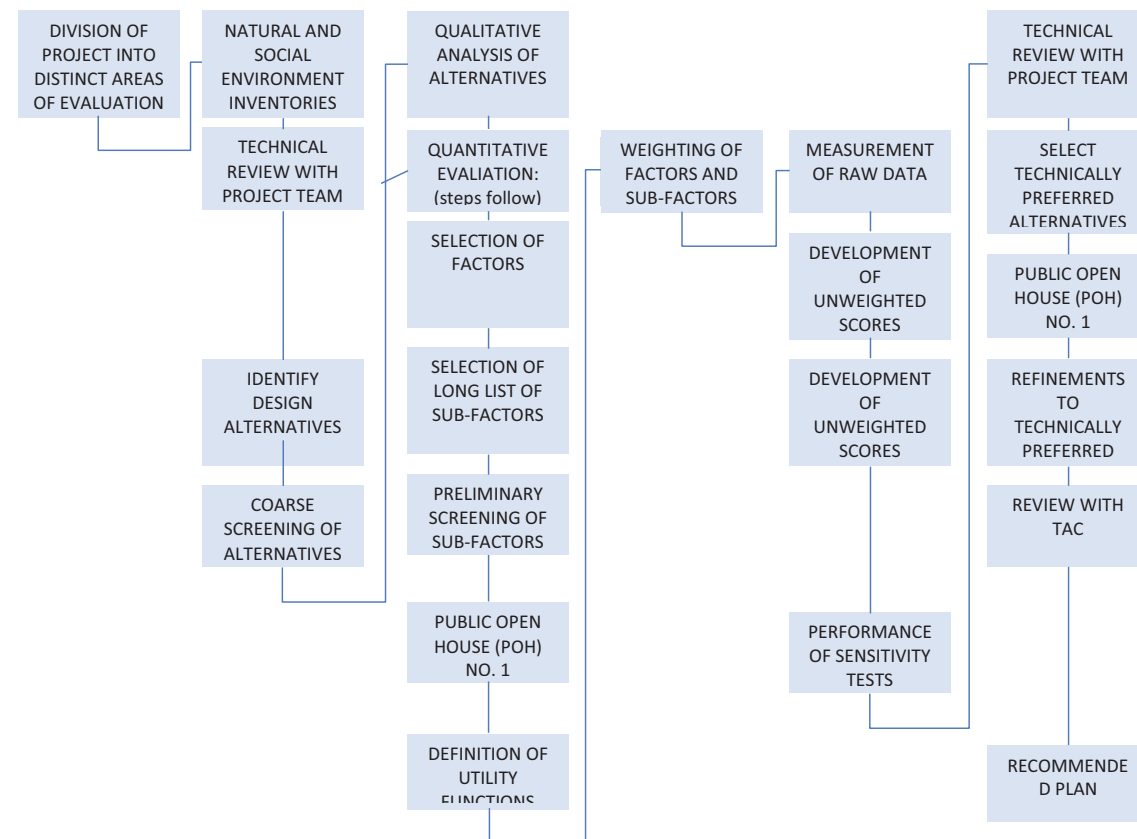 DIVISION OF
PROJECT INTO
DISTINCT AREAS
OF EVALUATION
NATURAL AND
SOCIAL
ENVIRONMENT
INVENTORIES
TECHNICAL
REVIEW WITH
PROJECT TEAM
IDENTIFY
DESIGN
ALTERNATIVES
COARSE
SCREENING OF
ALTERNATIVES
QUALITATIVE
ANALYSIS OF
ALTERNATIVES
QUANTITATIVE
EVALUATION:
(steps follow)
SELECTION OF
FACTORS
SELECTION OF
LONG LIST OF
SUB-FACTORS
PRELIMINARY
SCREENING OF
SUB-FACTORS
PUBLIC OPEN
HOUSE (POH)
NO. 1
DEFINITION OF
UTILITY
FUNCTIONS
WEIGHTING OF
FACTORS AND
SUB-FACTORS
MEASUREMENT
OF RAW DATA
DEVELOPMENT
OF
UNWEIGHTED
SCORES
DEVELOPMENT
OF
UNWEIGHTED
SCORES
PERFORMANCE
OF SENSITIVITY
TESTS
TECHNICAL
REVIEW WITH
PROJECT TEAM
SELECT
TECHNICALLY
PREFERRED
ALTERNATIVES
PUBLIC OPEN
HOUSE (POH)
NO. 1
REFINEMENTS
TO
TECHNICALLY
PREFERRED
REVIEW WITH
TAC
RECOMMENDE
D PLAN